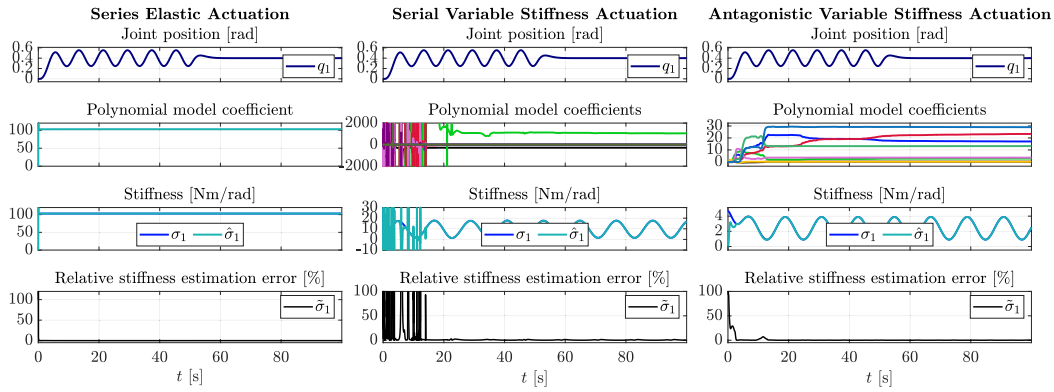 Series Elastic Actuation
Joint position [rad]
0.6
0.4
0.2
0
q1
Polynomial model coefficient
100
50
0
Stiffness [Nm/rad]
100
50
0
σ1 σ̂1
Relative stiffness estimation error [%]
100
50
0
σ̃1
0 20 40 60 80
t [s]
Serial Variable Stiffness Actuation
Joint position [rad]
0.6
0.4
0.2
0
q1
Polynomial model coefficients
2000
0
-2000
Stiffness [Nm/rad]
30
20
10
0
-10
σ1 σ̂1
Relative stiffness estimation error [%]
100
50
0
σ̃1
0 20 40 60 80
t [s]
Antagonistic Variable Stiffness Actuation
Joint position [rad]
0.6
0.4
0.2
0
q1
Polynomial model coefficients
30
20
10
0
Stiffness [Nm/rad]
4
2
0
σ1 σ̂1
Relative stiffness estimation error [%]
100
50
0
σ̃1
0 20 40 60 80
t [s]